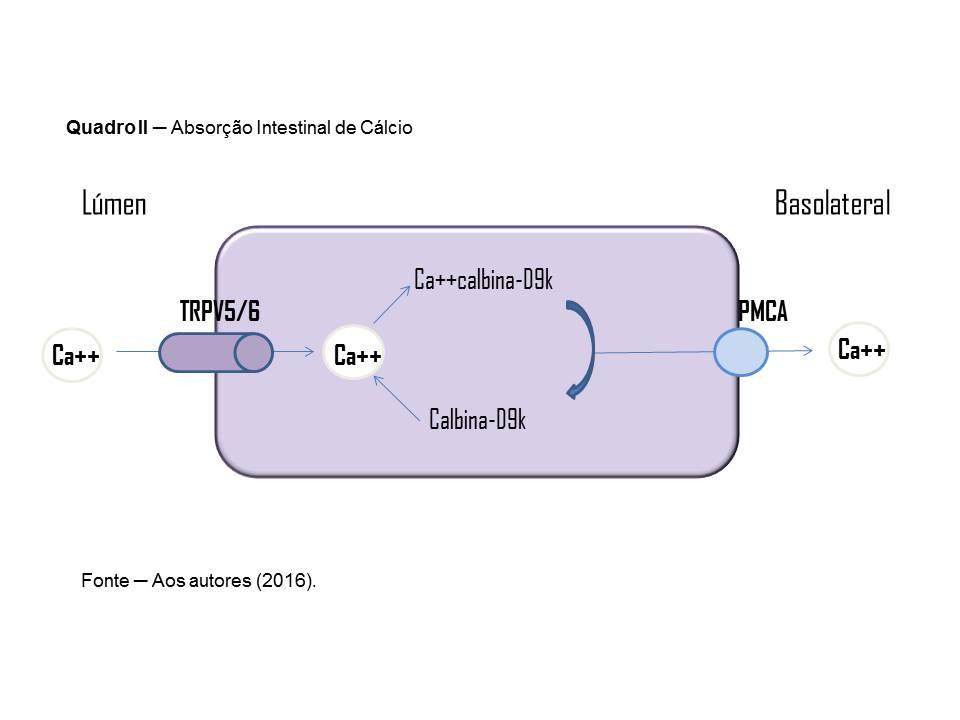 Quadro II — Absorção Intestinal de Cálcio
Lúmen
Basolateral
Ca++calbina-D9k
TRPV5/6
PMCA
Ca++
Ca++
Ca++
Calbina-D9k
Fonte — Aos autores (2016).